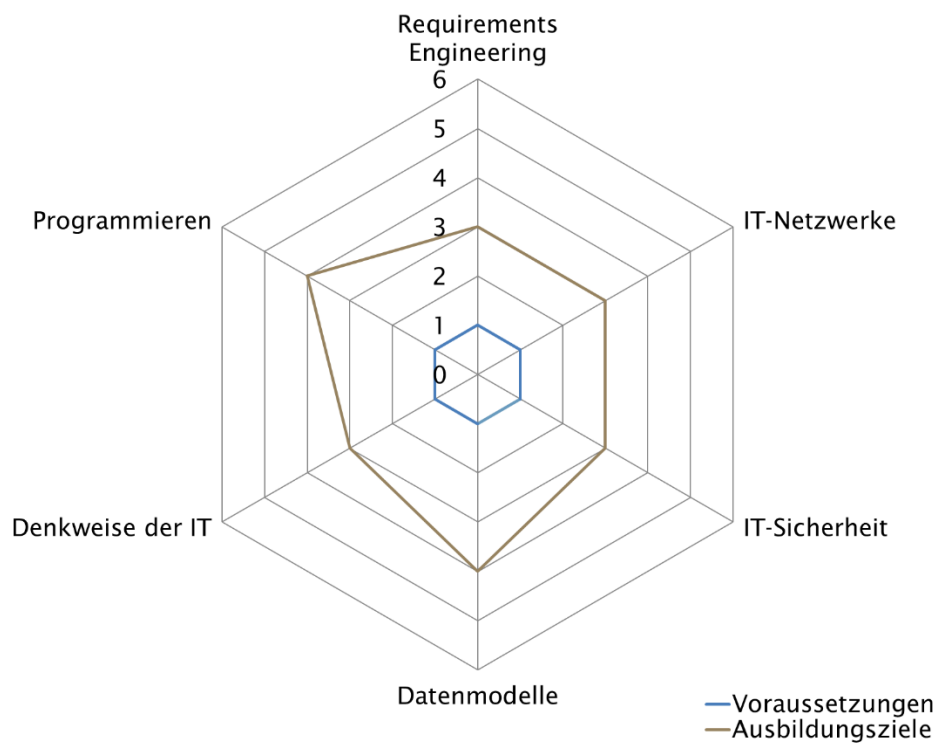 Requirements
Engineering
6
5
4
3
2
1
0
Programmieren
IT-Netzwerke
Denkweise der IT
IT-Sicherheit
Datenmodelle
Voraussetzungen
Ausbildungsziele